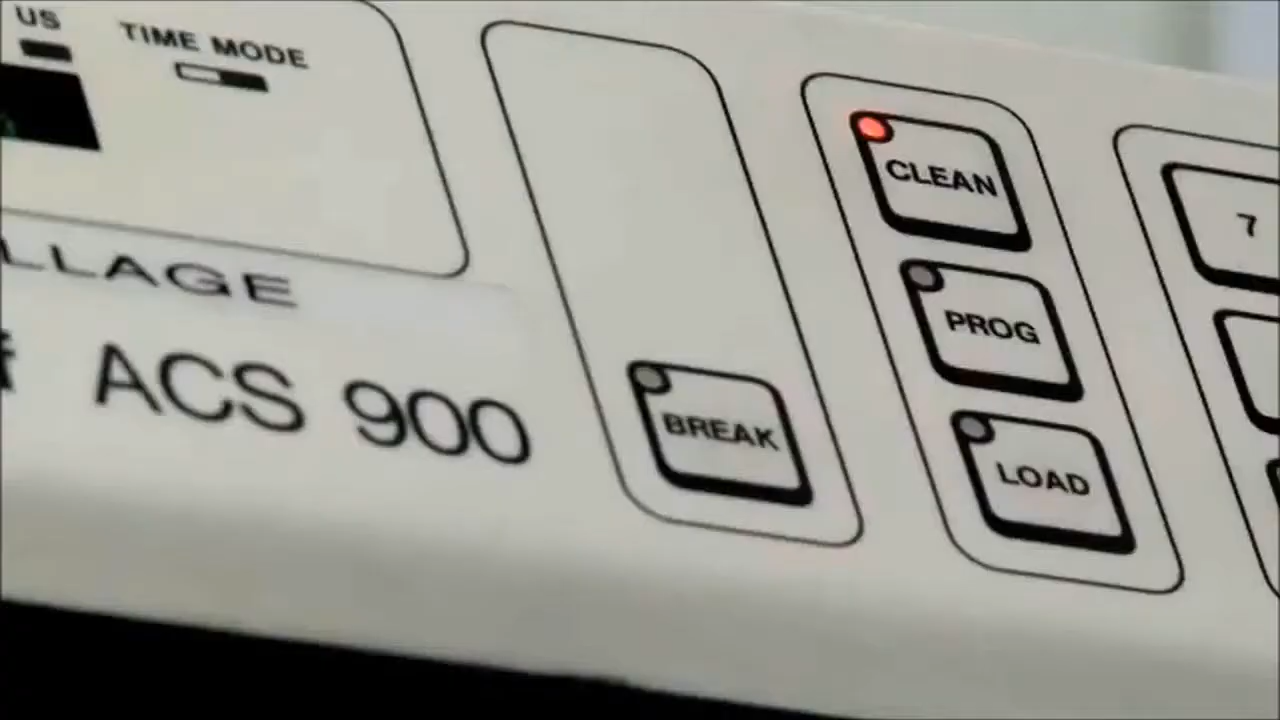 US
TIME MODE
LLAGE
f ACS 900
BREAK
CLEAN
PROG
LOAD
7